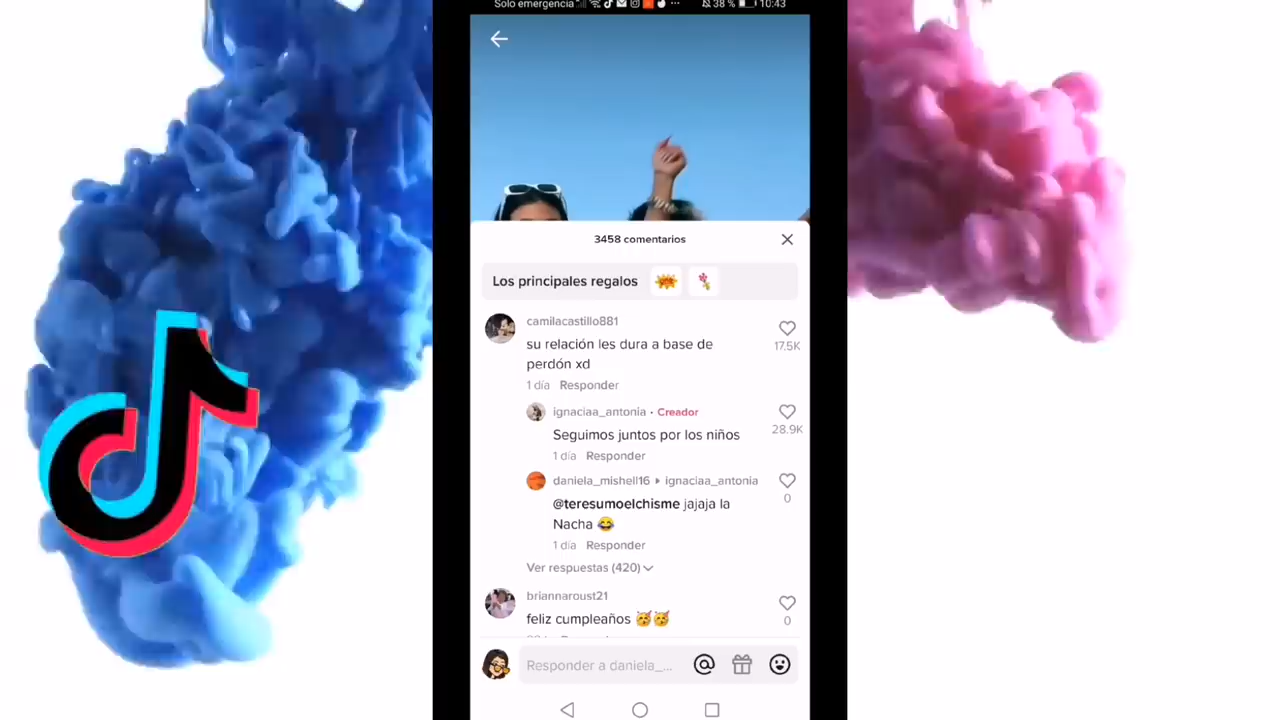 Solo emergencia 38 % 10:43
3458 comentarios
Los principales regalos
camilacastillo881
su relación les dura a base de
perdón xd
17.5K
1 día Responder
ignaciaa_antonia · Creador
Seguimos juntos por los niños
28.9K
1 día Responder
daniela_mishell16 ignaciaa_antonia
@teresumoelchisme jajaja la
0
Nacha 😂
1 día Responder
Ver respuestas (420)
briannaroust21
feliz cumpleaños 🥳🥳
0
Responder a daniela_...